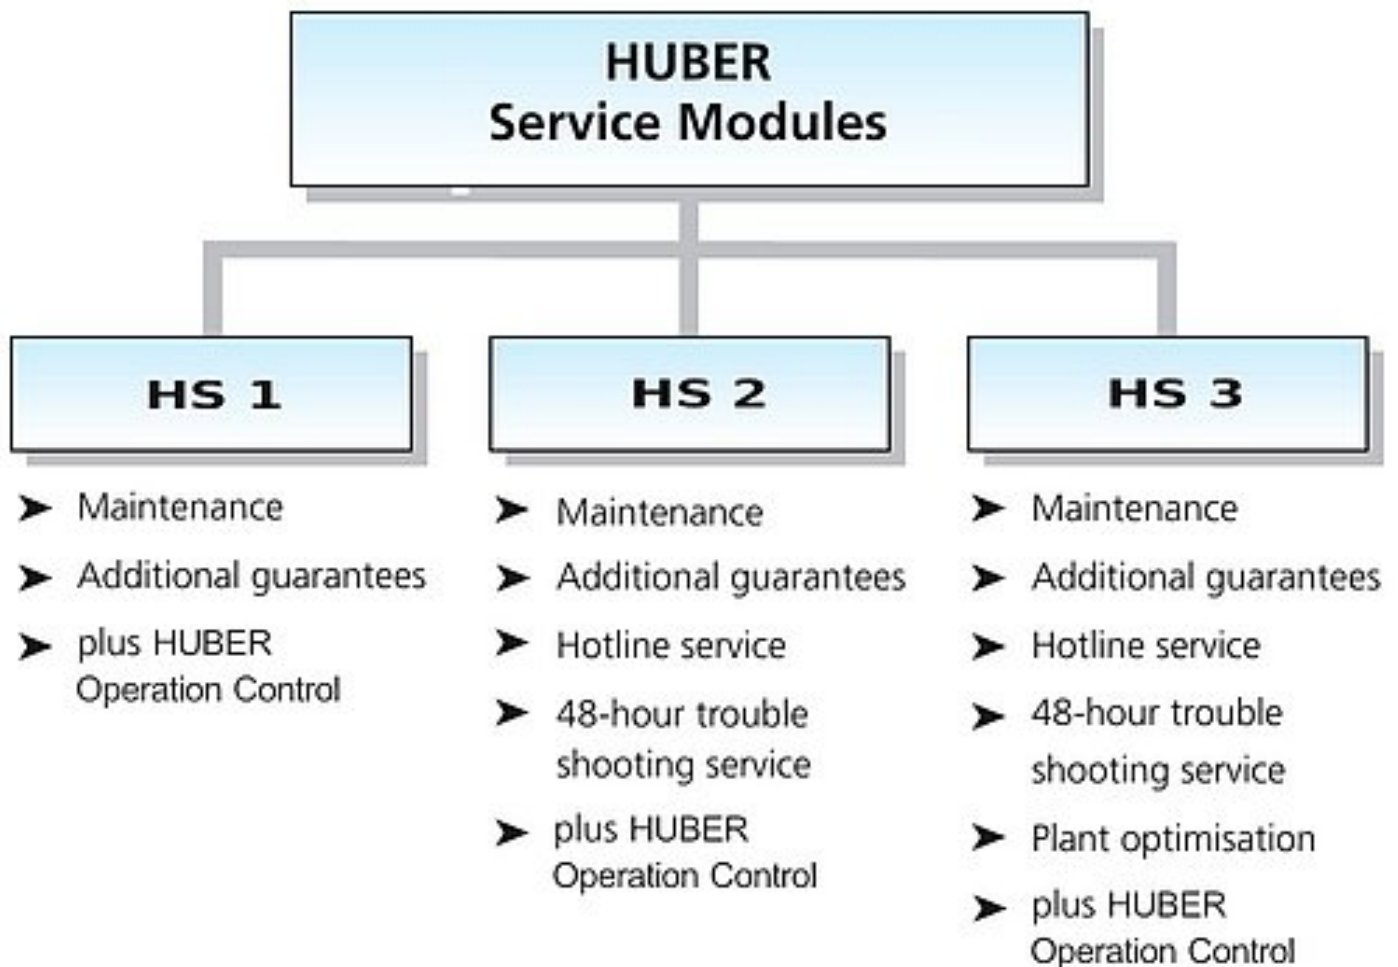 HUBER
Service Modules
HS 1
Maintenance
Additional guarantees
plus HUBER
Operation Control
HS 2
Maintenance
Additional guarantees
Hotline service
48-hour trouble
shooting service
plus HUBER
Operation Control
HS 3
Maintenance
Additional guarantees
Hotline service
48-hour trouble
shooting service
Plant optimisation
plus HUBER
Operation Control